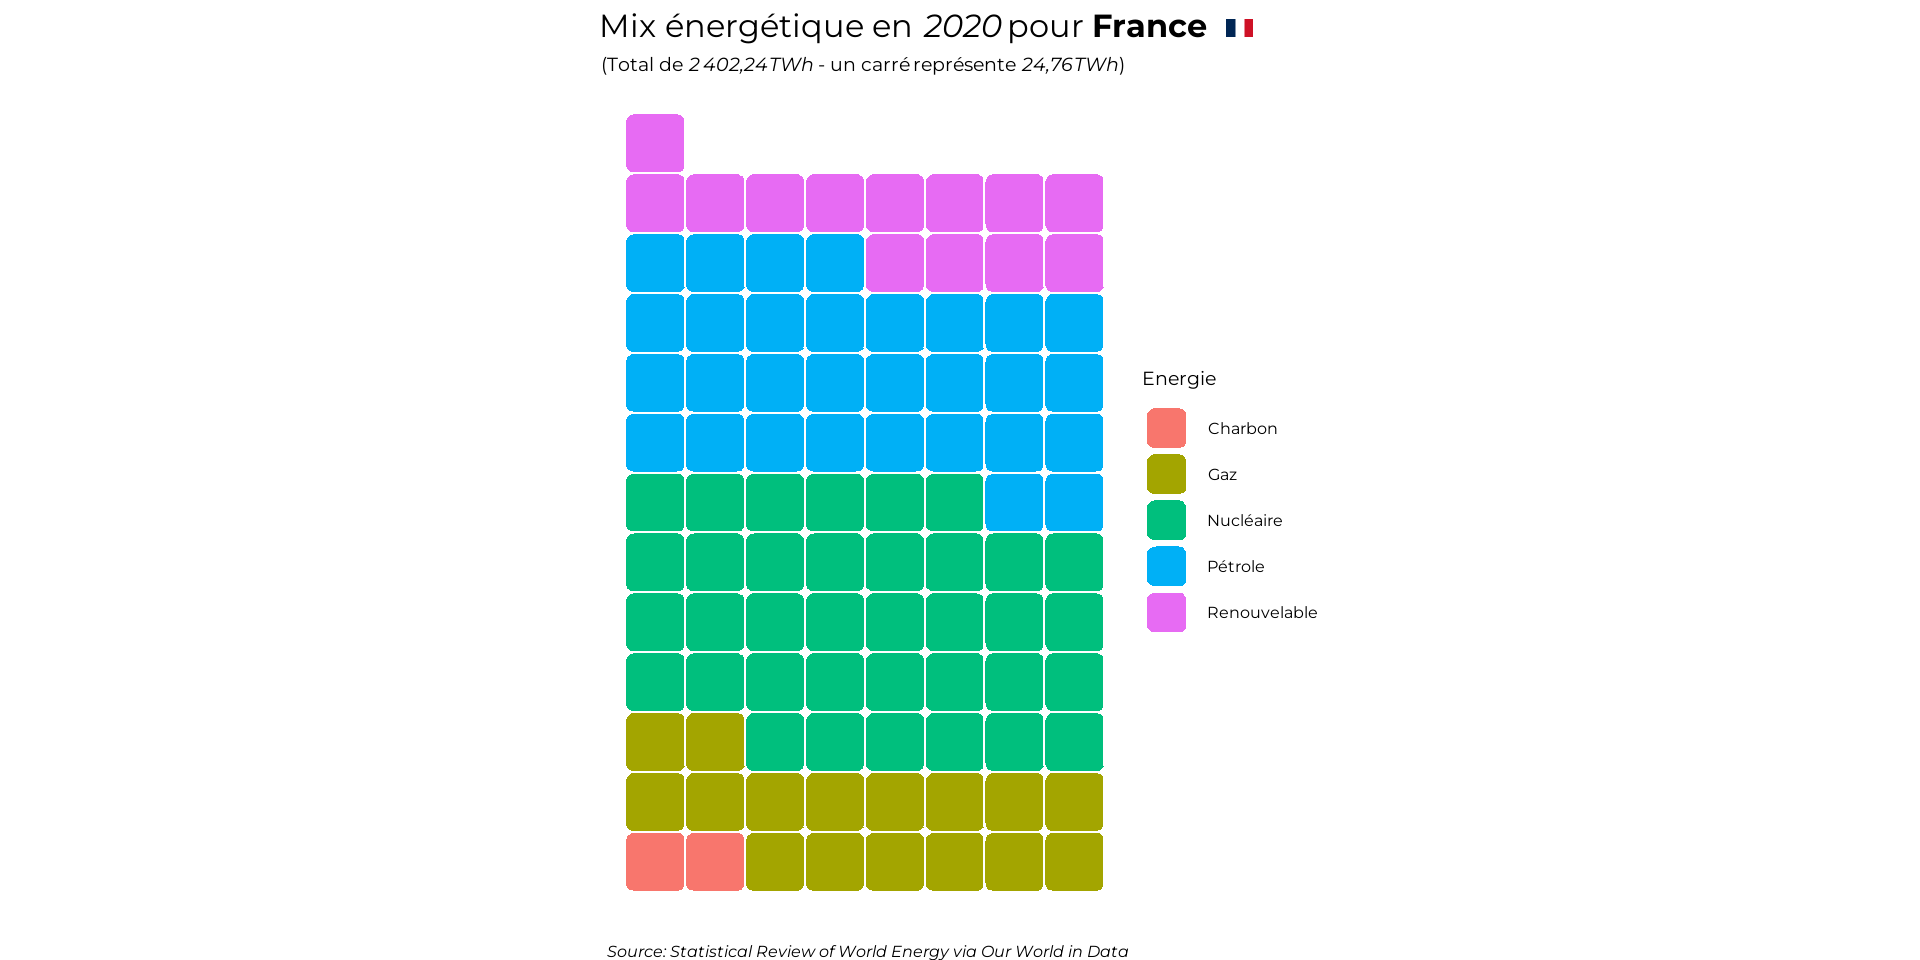 Mix énergétique en 2020 pour France
(Total de 2 402,24 TWh - un carré représente 24,76 TWh)
Energie
Charbon
Gaz
Nucléaire
Pétrole
Renouvelable
Source: Statistical Review of World Energy via Our World in Data